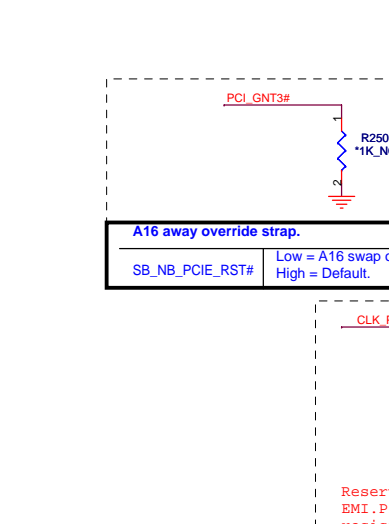 PCI_GNT3#
1
R250
*1K_N
2
A16 away override strap.
SB_NB_PCIE_RST#
Low = A16 swap
High = Default.
CLK_
Reser
EMI.P